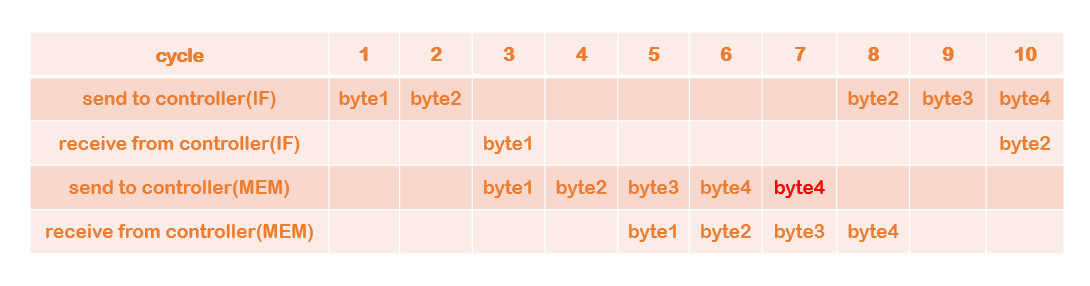 cycle 1 2 3 4 5 6 7 8 9 10
send to controller(IF) byte1 byte2 byte2 byte3 byte4
receive from controller(IF) byte1 byte2
send to controller(MEM) byte1 byte2 byte3 byte4 byte4
receive from controller(MEM) byte1 byte2 byte3 byte4